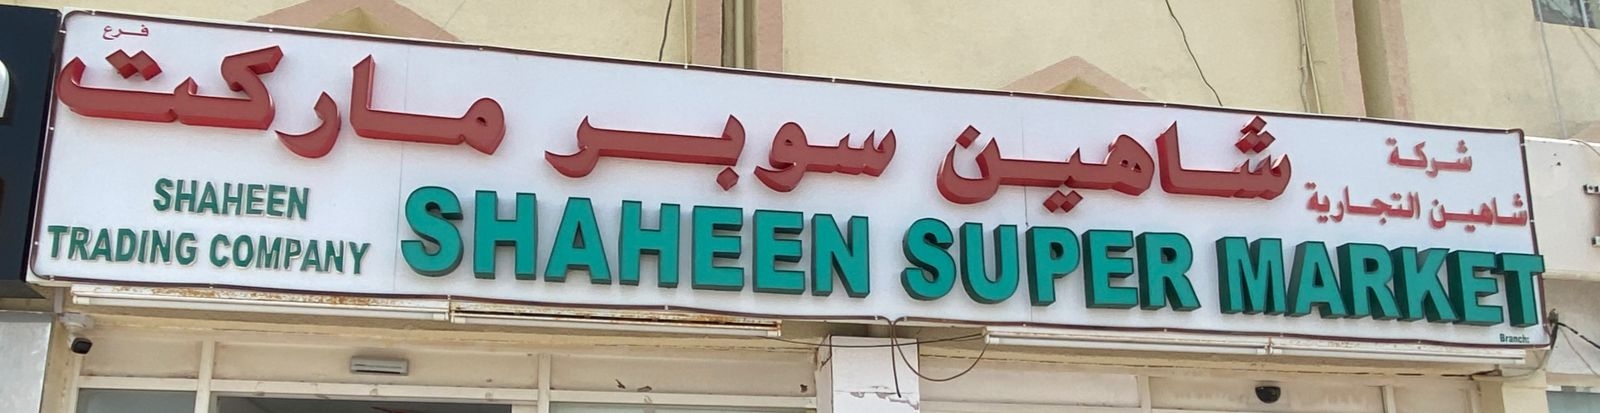 شركة
شاهين التجارية
شاهين سوبر ماركت
فرع
SHAHEEN
TRADING COMPANY
SHAHEEN SUPER MARKET
Branch: